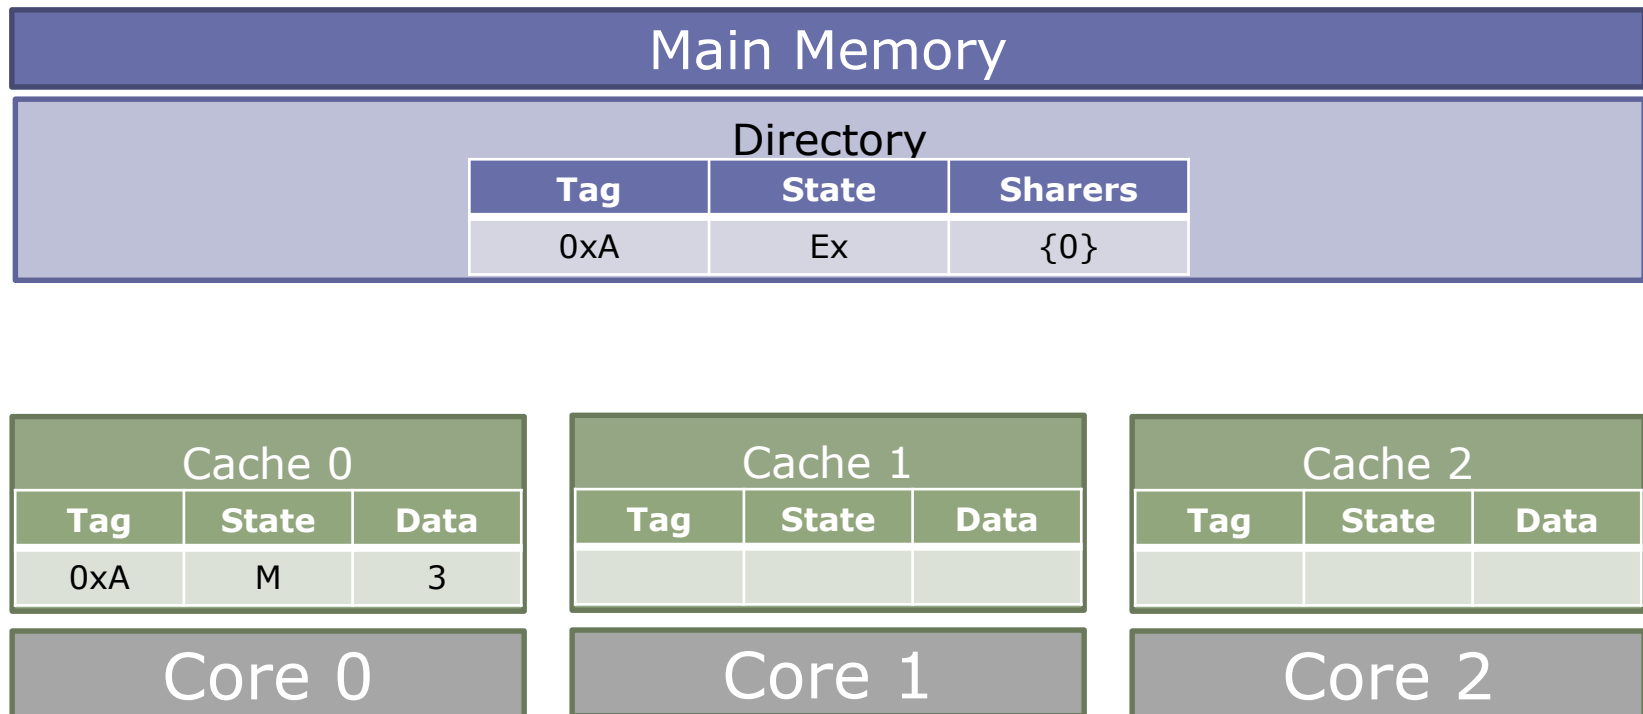 Main Memory
Directory
Tag State Sharers
0xA Ex {0}
Cache 0 Cache 1 Cache 2
Tag State Data Tag State Data Tag State Data
0xA M 3
Core 0 Core 1 Core 2